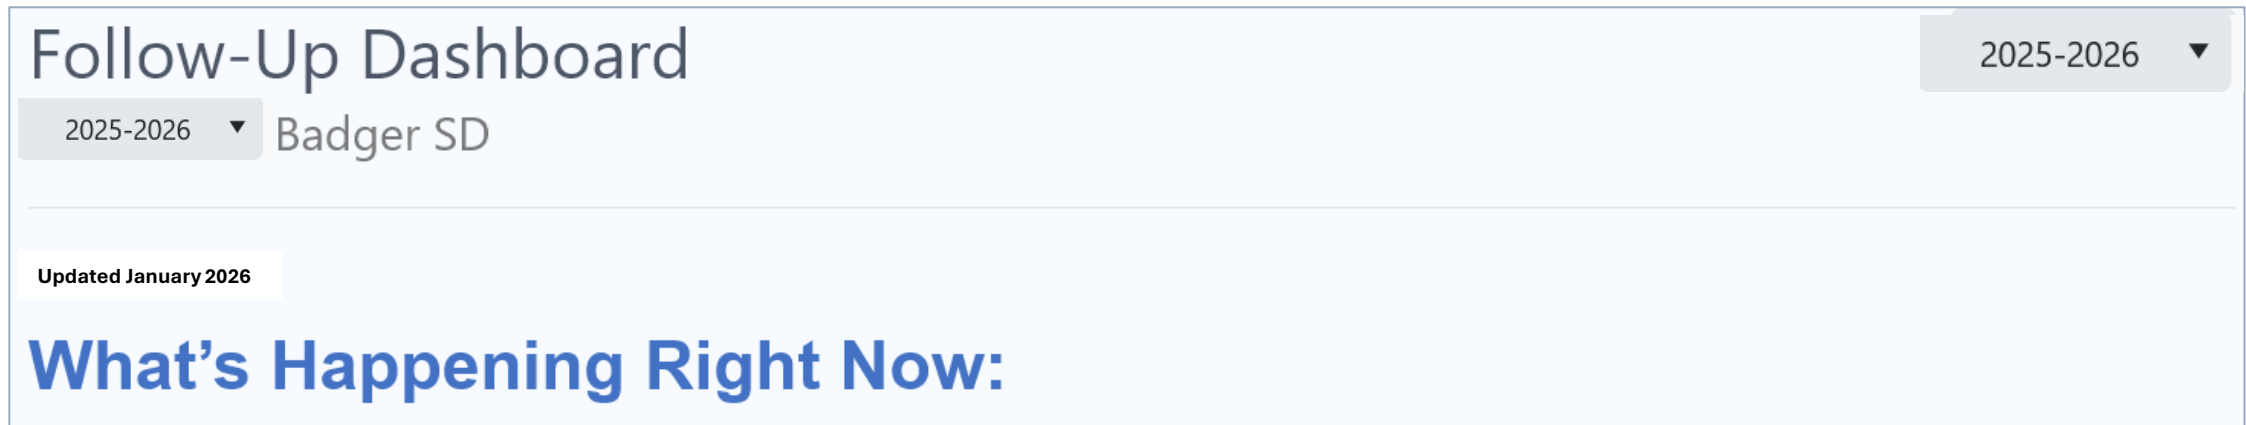 Follow-Up Dashboard
2025-2026
2025-2026 Badger SD
Updated January 2026
What’s Happening Right Now: